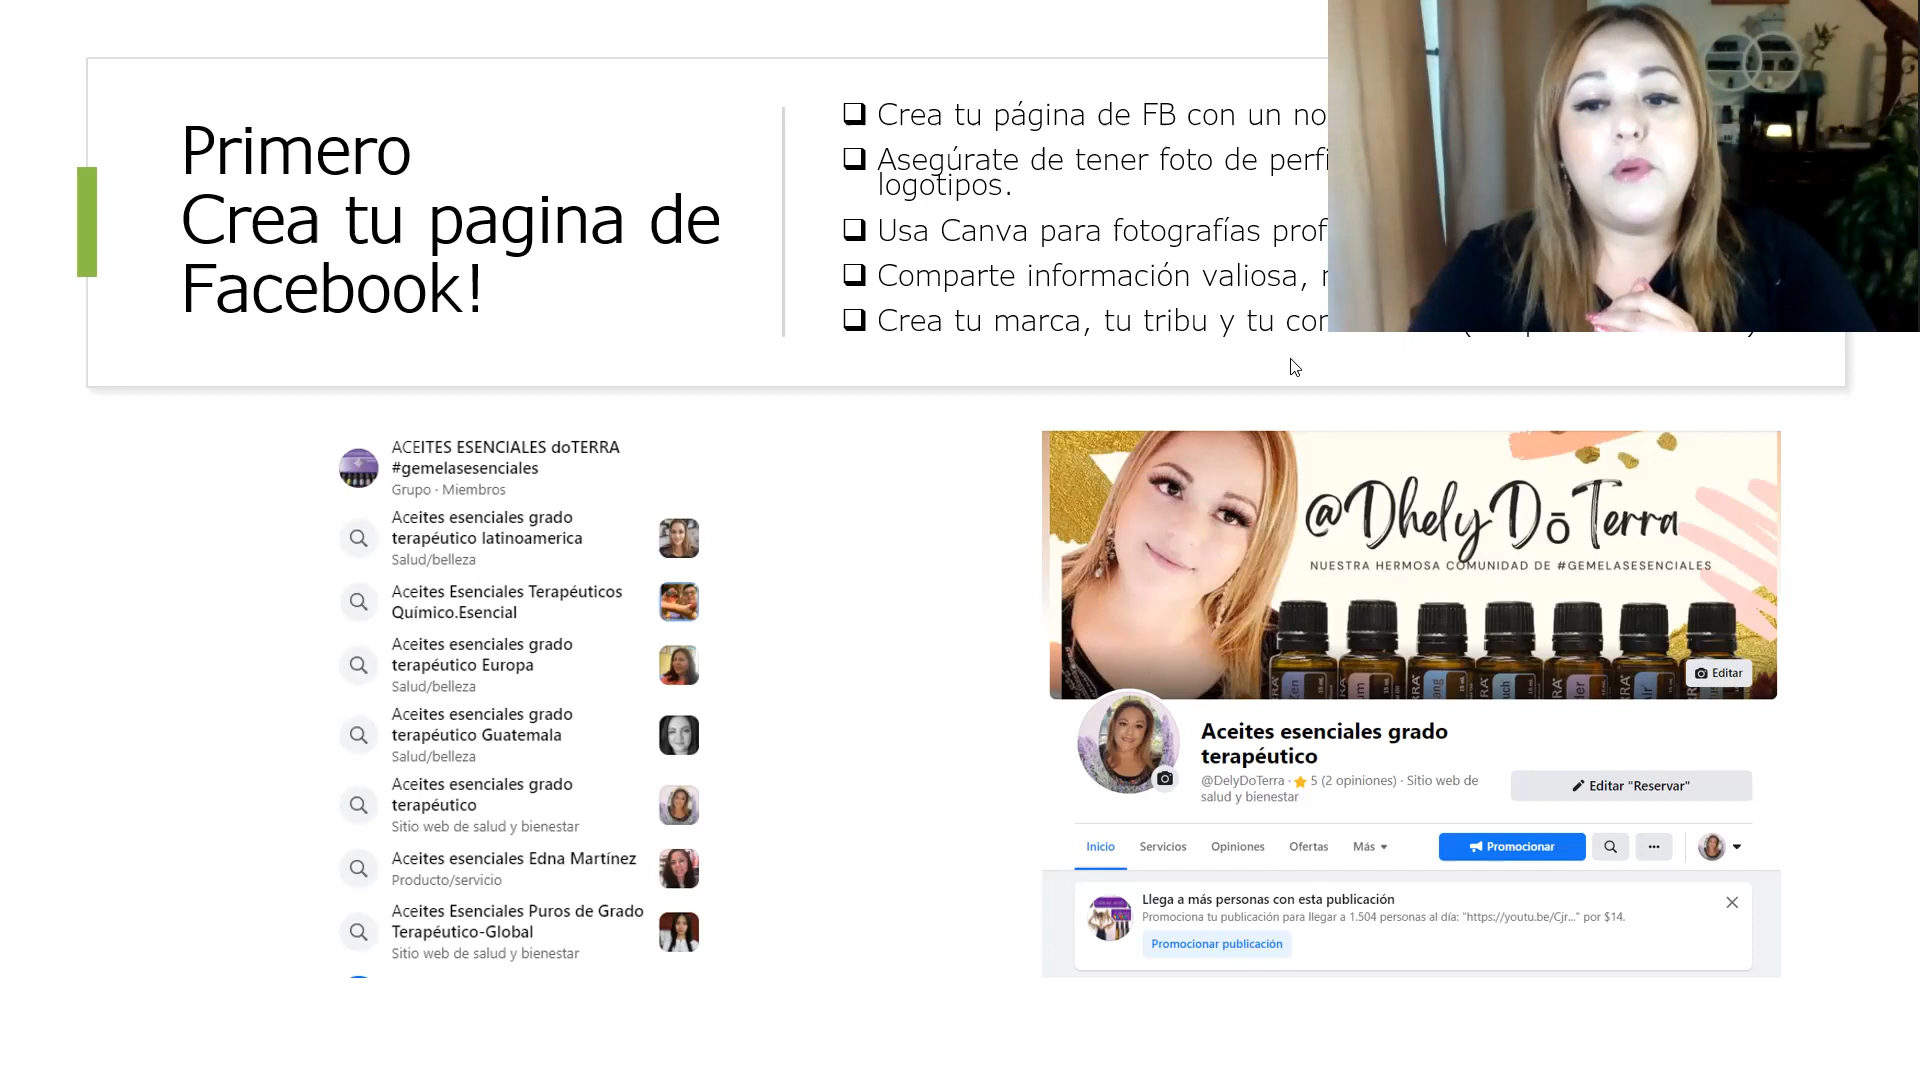 Primero
Crea tu pagina de
Facebook!
Crea tu página de FB con un
Asegúrate de tener foto de
logotipos.
Usa Canva para fotografías
Comparte información valiosa,
Crea tu marca, tu tribu y tu
ACEITES ESENCIALES doTERRA
#gemelasesenciales
Grupo · Miembros
Aceites esenciales grado
terapéutico latinoamerica
Salud/belleza
Aceites Esenciales Terapéuticos
Químico.Esencial
Aceites esenciales grado
terapéutico Europa
Salud/belleza
Aceites esenciales grado
terapéutico Guatemala
Salud/belleza
Aceites esenciales grado
terapéutico
Sitio web de salud y bienestar
Aceites esenciales Edna Martínez
Producto/servicio
Aceites Esenciales Puros de Grado
Terapéutico-Global
Sitio web de salud y bienestar
@DhelyDōTerra
NUESTRA HERMOSA COMUNIDAD DE #GEMELASESENCIALES
Zen
Editar
Aceites esenciales grado
terapéutico
@DelyDoTerra · 5 (2 opiniones) · Sitio web de
salud y bienestar
Editar "Reservar"
Inicio Servicios Opiniones Ofertas Más Promocionar
Llega a más personas con esta publicación
Promociona tu publicación para llegar a 1.504 personas al día: "https://youtu.be/Cjr..." por $14.
Promocionar publicación